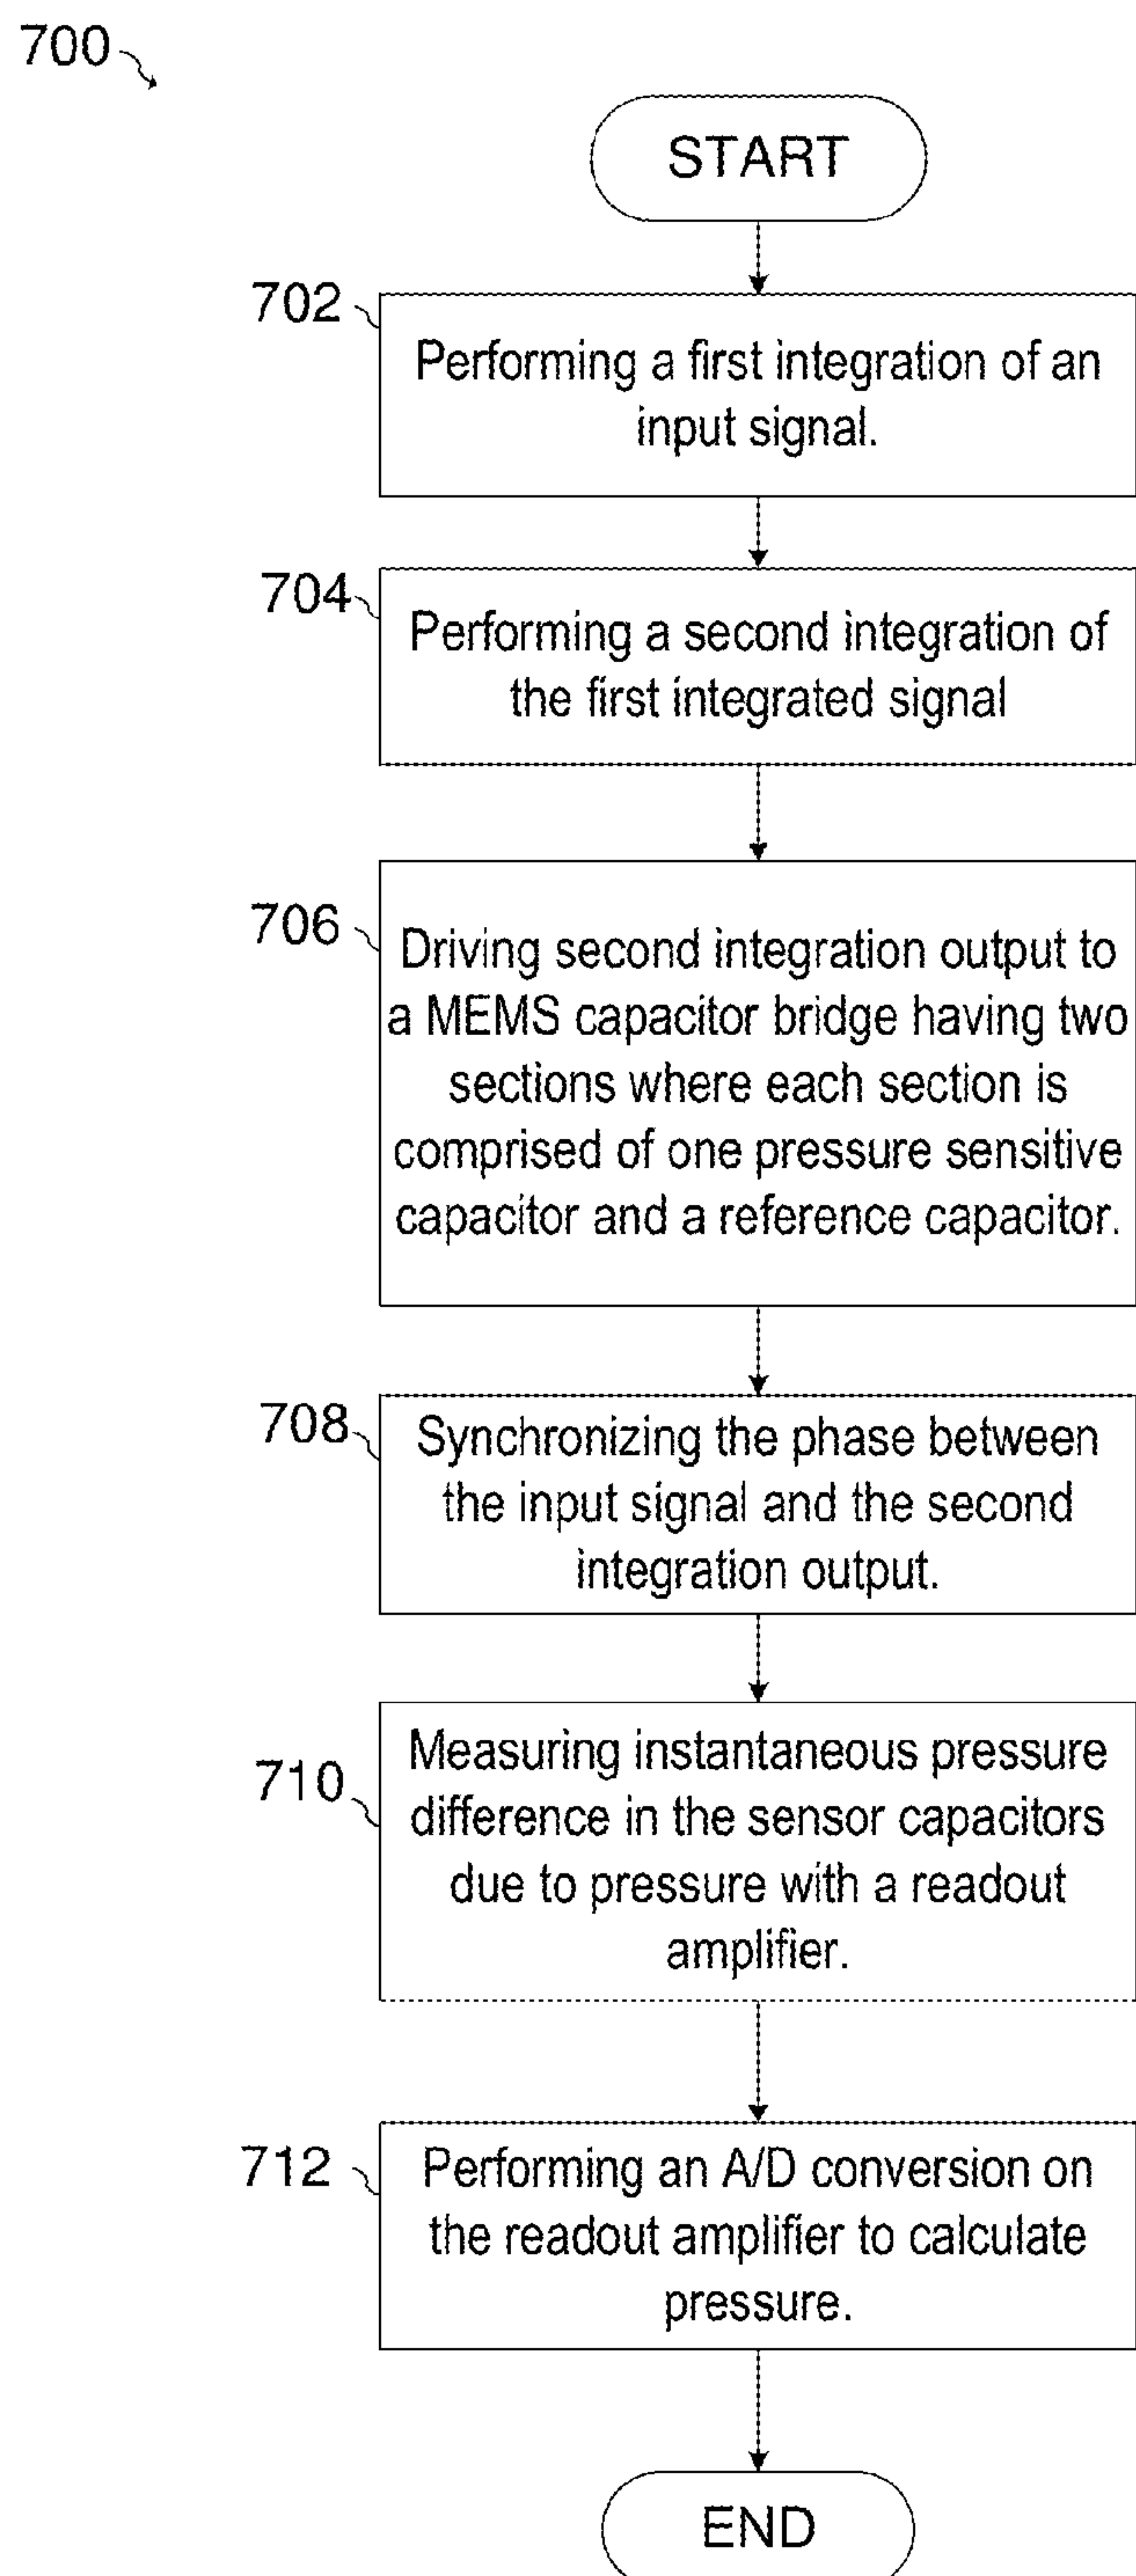 700
START
702
Performing a first integration of an
input signal.
704
Performing a second integration of
the first integrated signal
706
Driving second integration output to
a MEMS capacitor bridge having two
sections where each section is
comprised of one pressure sensitive
capacitor and a reference capacitor.
708
Synchronizing the phase between
the input signal and the second
integration output.
710
Measuring instantaneous pressure
difference in the sensor capacitors
due to pressure with a readout
amplifier.
712
Performing an A/D conversion on
the readout amplifier to calculate
pressure.
END